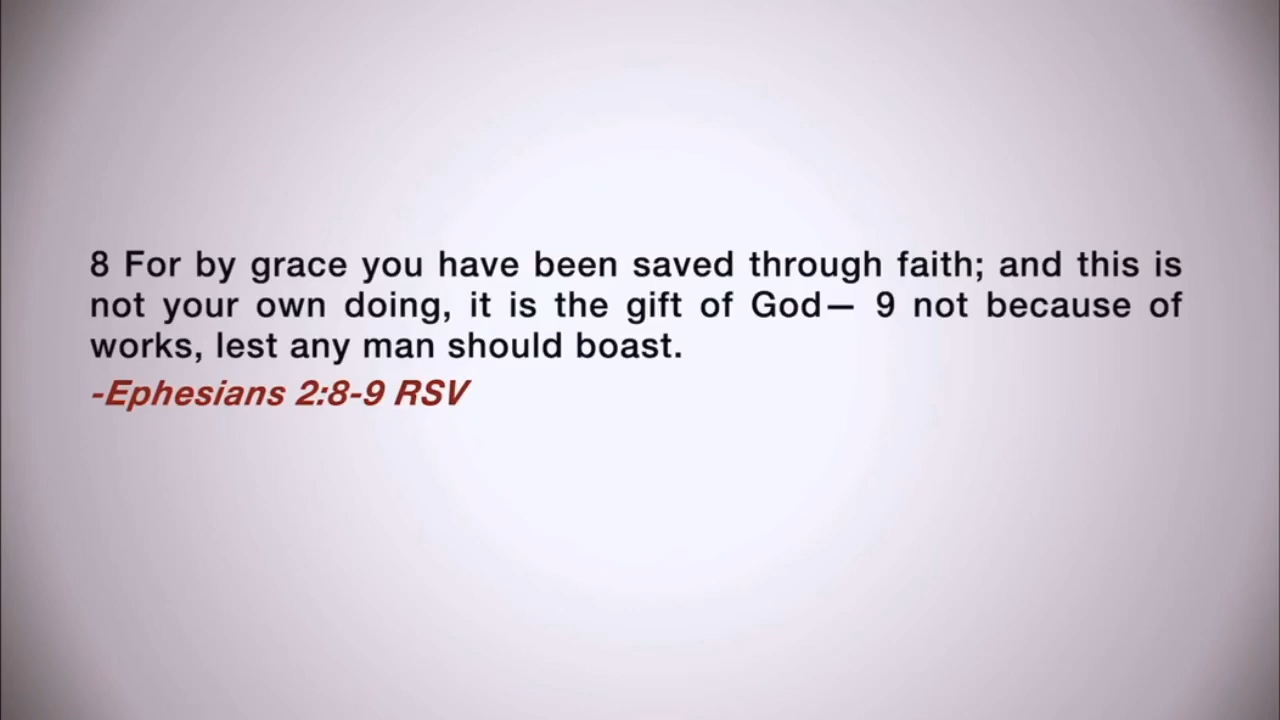 8 For by grace you have been saved through faith; and this is
not your own doing, it is the gift of God— 9 not because of
works, lest any man should boast.
-Ephesians 2:8-9 RSV